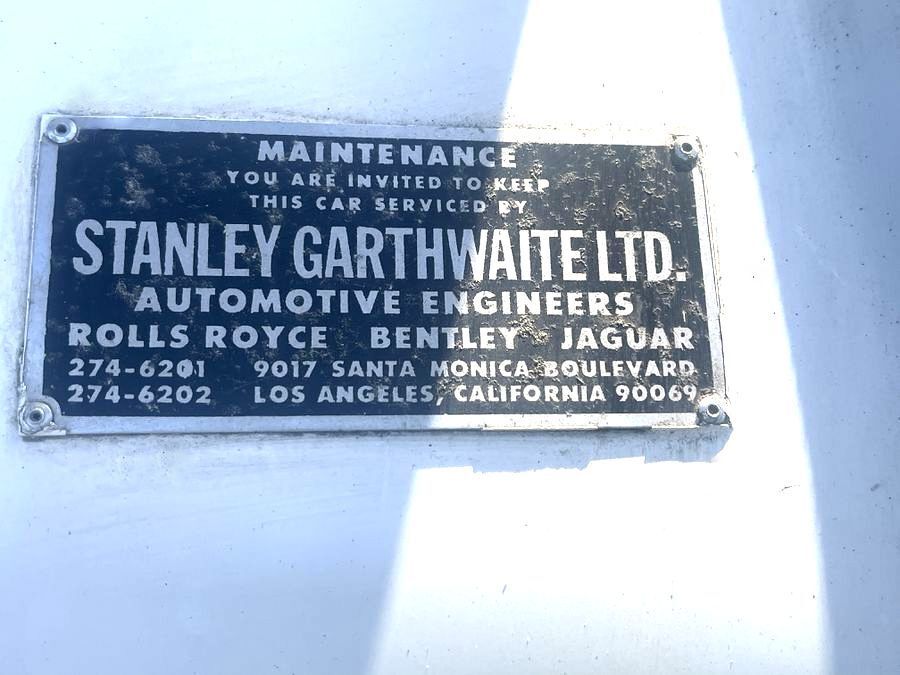 MAINTENANCE
YOU ARE INVITED TO KEEP
THIS CAR SERVICED BY
STANLEY GARTHWAITE LTD.
AUTOMOTIVE ENGINEERS
ROLLS ROYCE BENTLEY JAGUAR
274-6201 9017 SANTA MONICA BOULEVARD
274-6202 LOS ANGELES, CALIFORNIA 90069